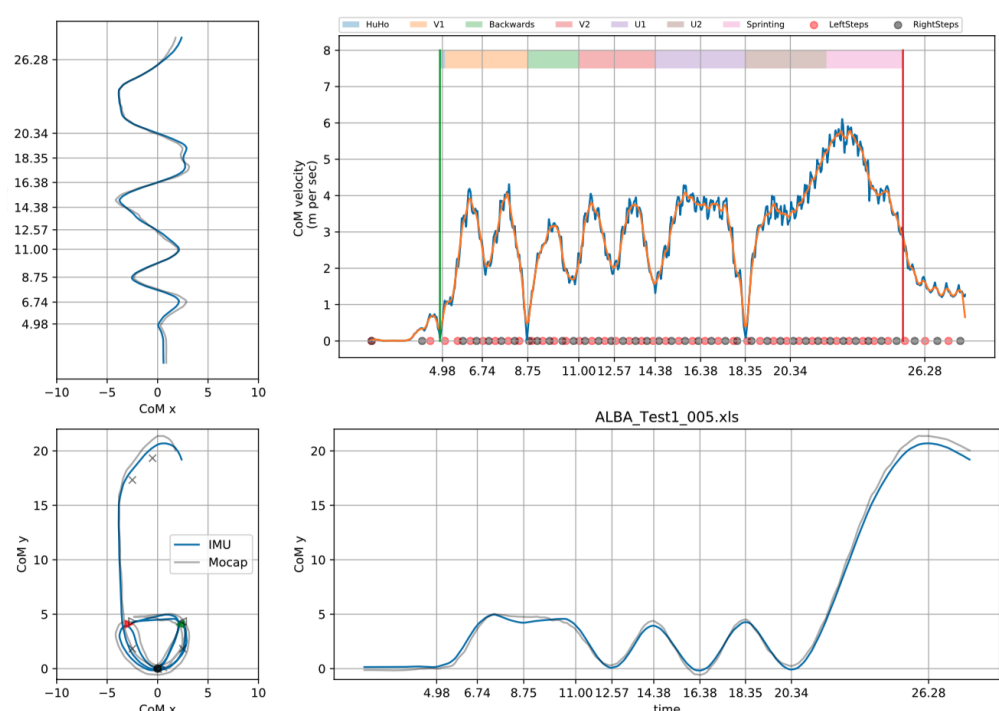 HuHo V1 Backwards V2 U1 U2 Sprinting LeftSteps RightSteps
26.28
20.34
18.35
16.38
14.38
12.57
11.00
8.75
6.74
4.98
−10 −5 0 5 10
CoM x
8
7
6
5
4
3
2
1
0
CoM velocity
(m per sec)
4.98 6.74 8.75 11.00 12.57 14.38 16.38 18.35 20.34 26.28
20
15
10
5
0
CoM y
IMU
Mocap
−10 −5 0 5 10
CoM x
ALBA_Test1_005.xls
20
15
10
5
0
CoM y
4.98 6.74 8.75 11.00 12.57 14.38 16.38 18.35 20.34 26.28
time